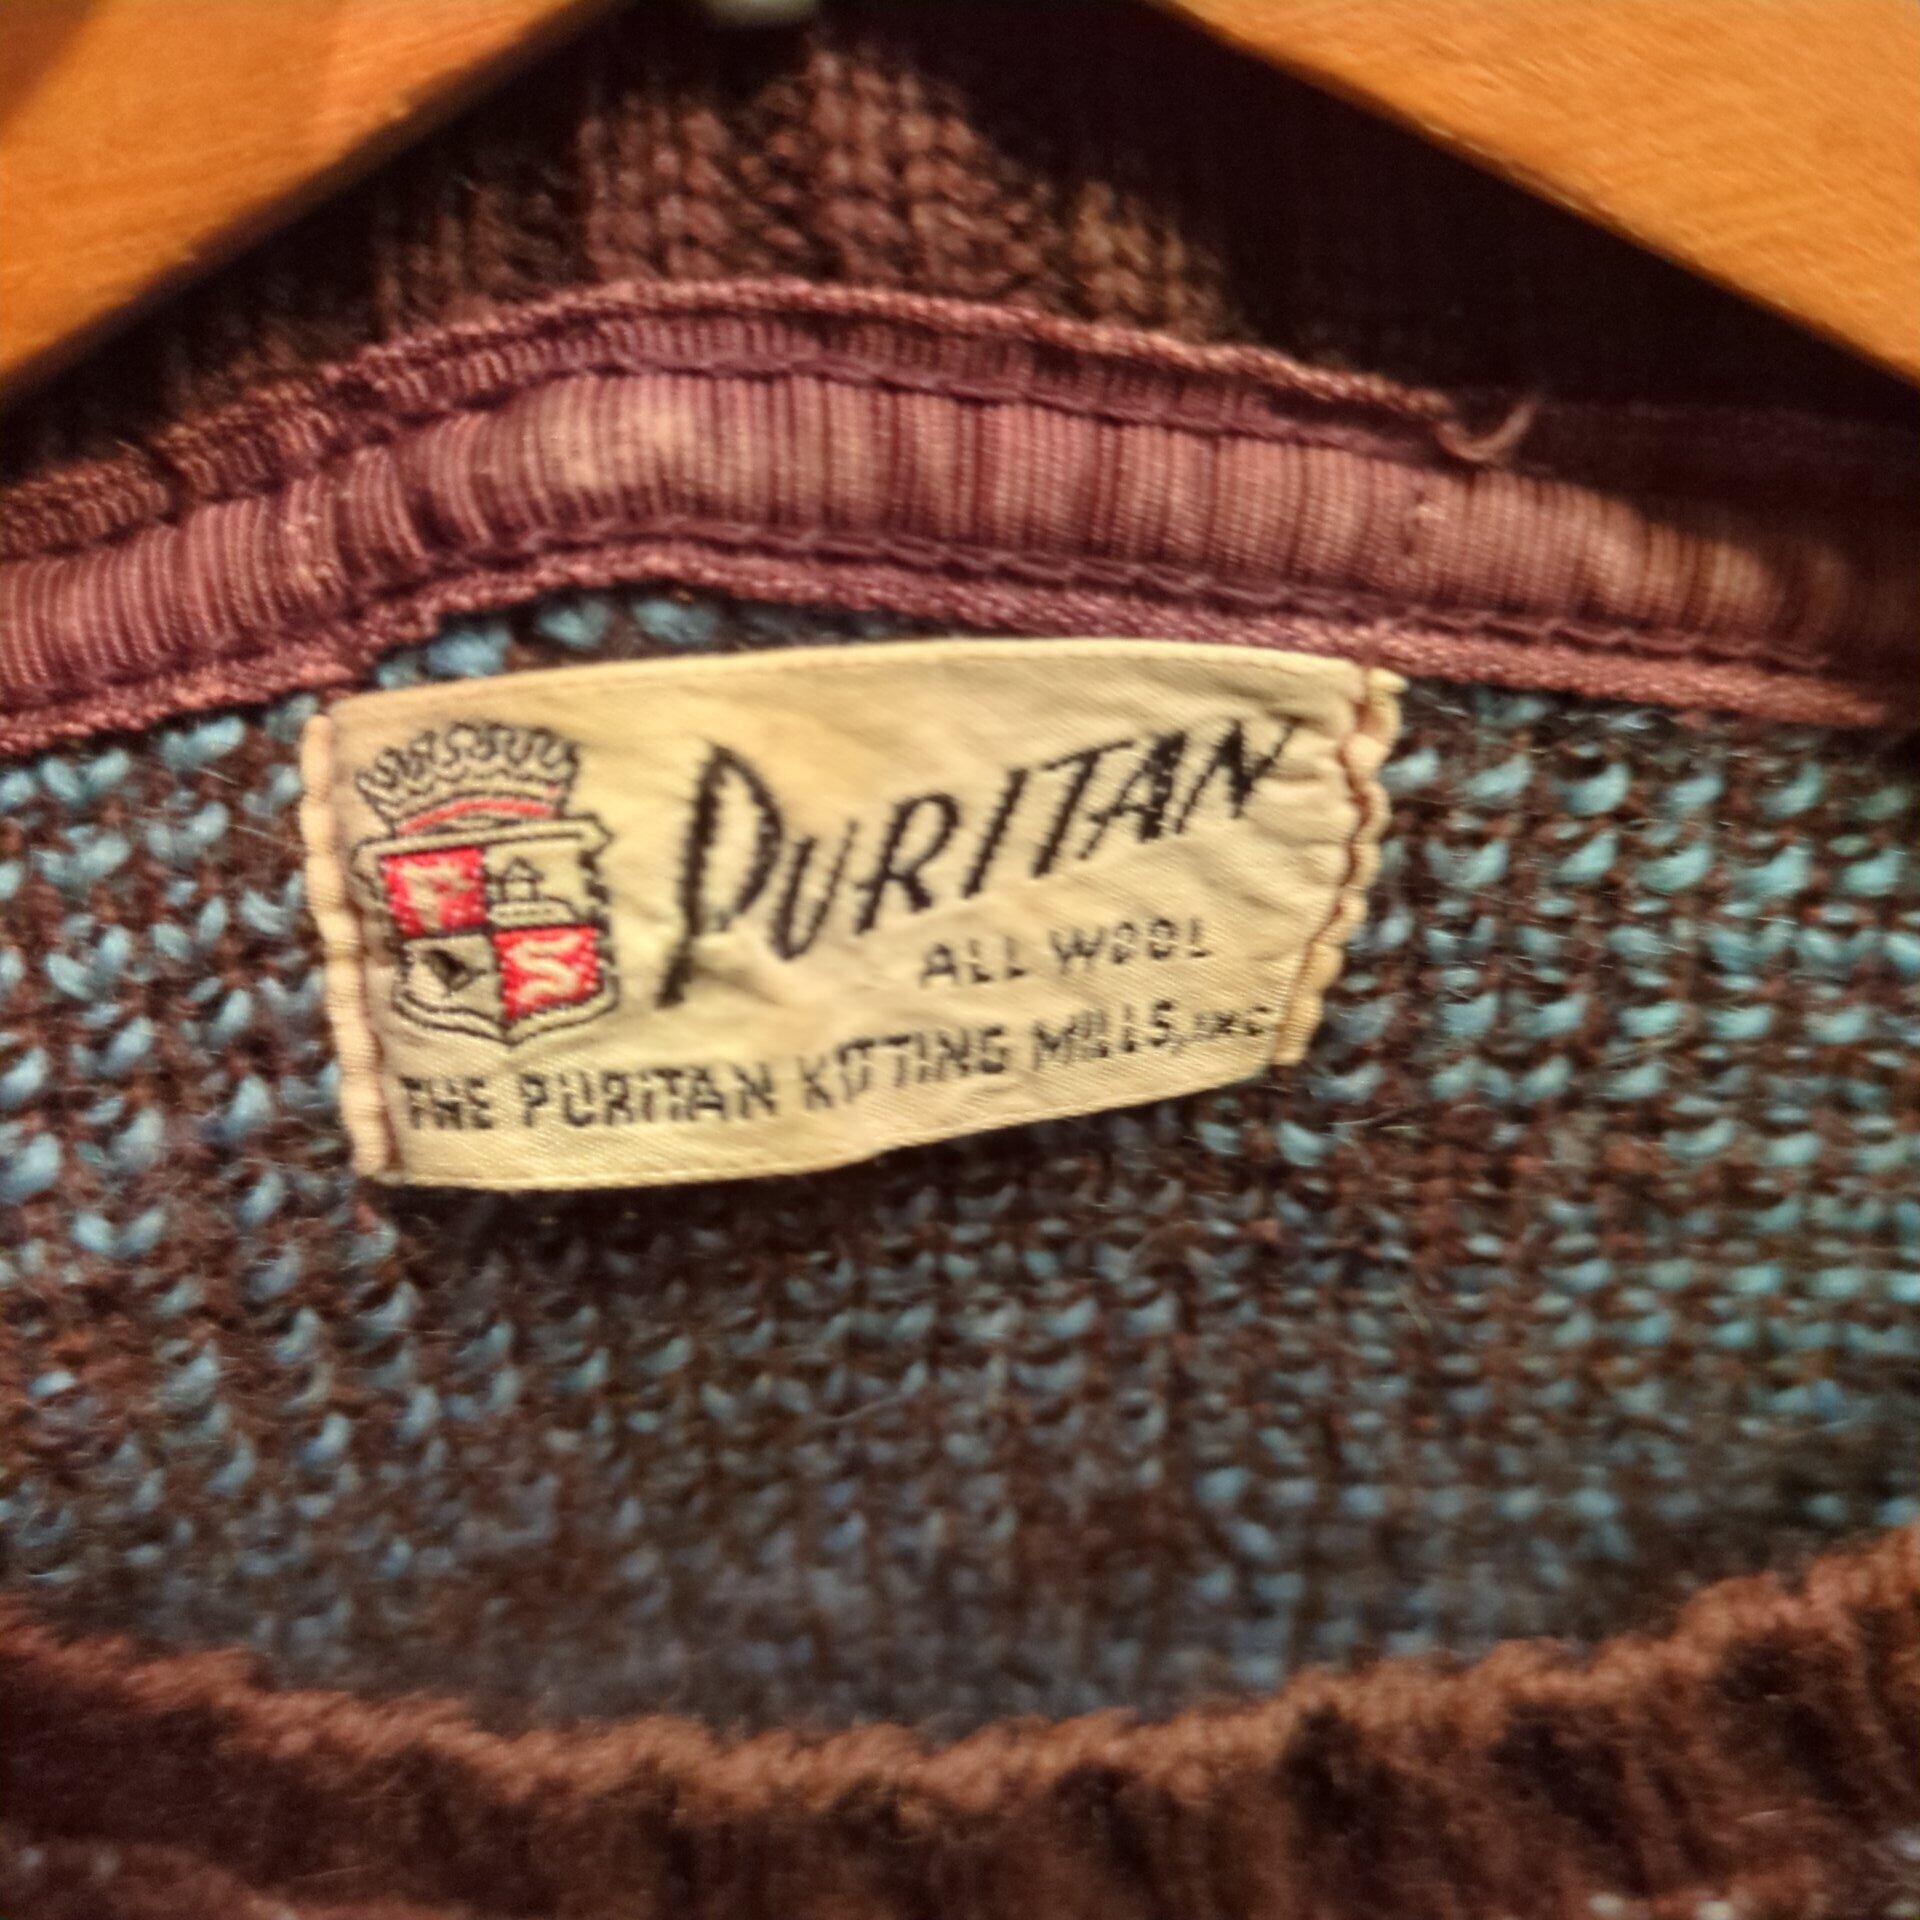 PURITAN
ALL WOOL
THE PURITAN KITTING MILLS, INC